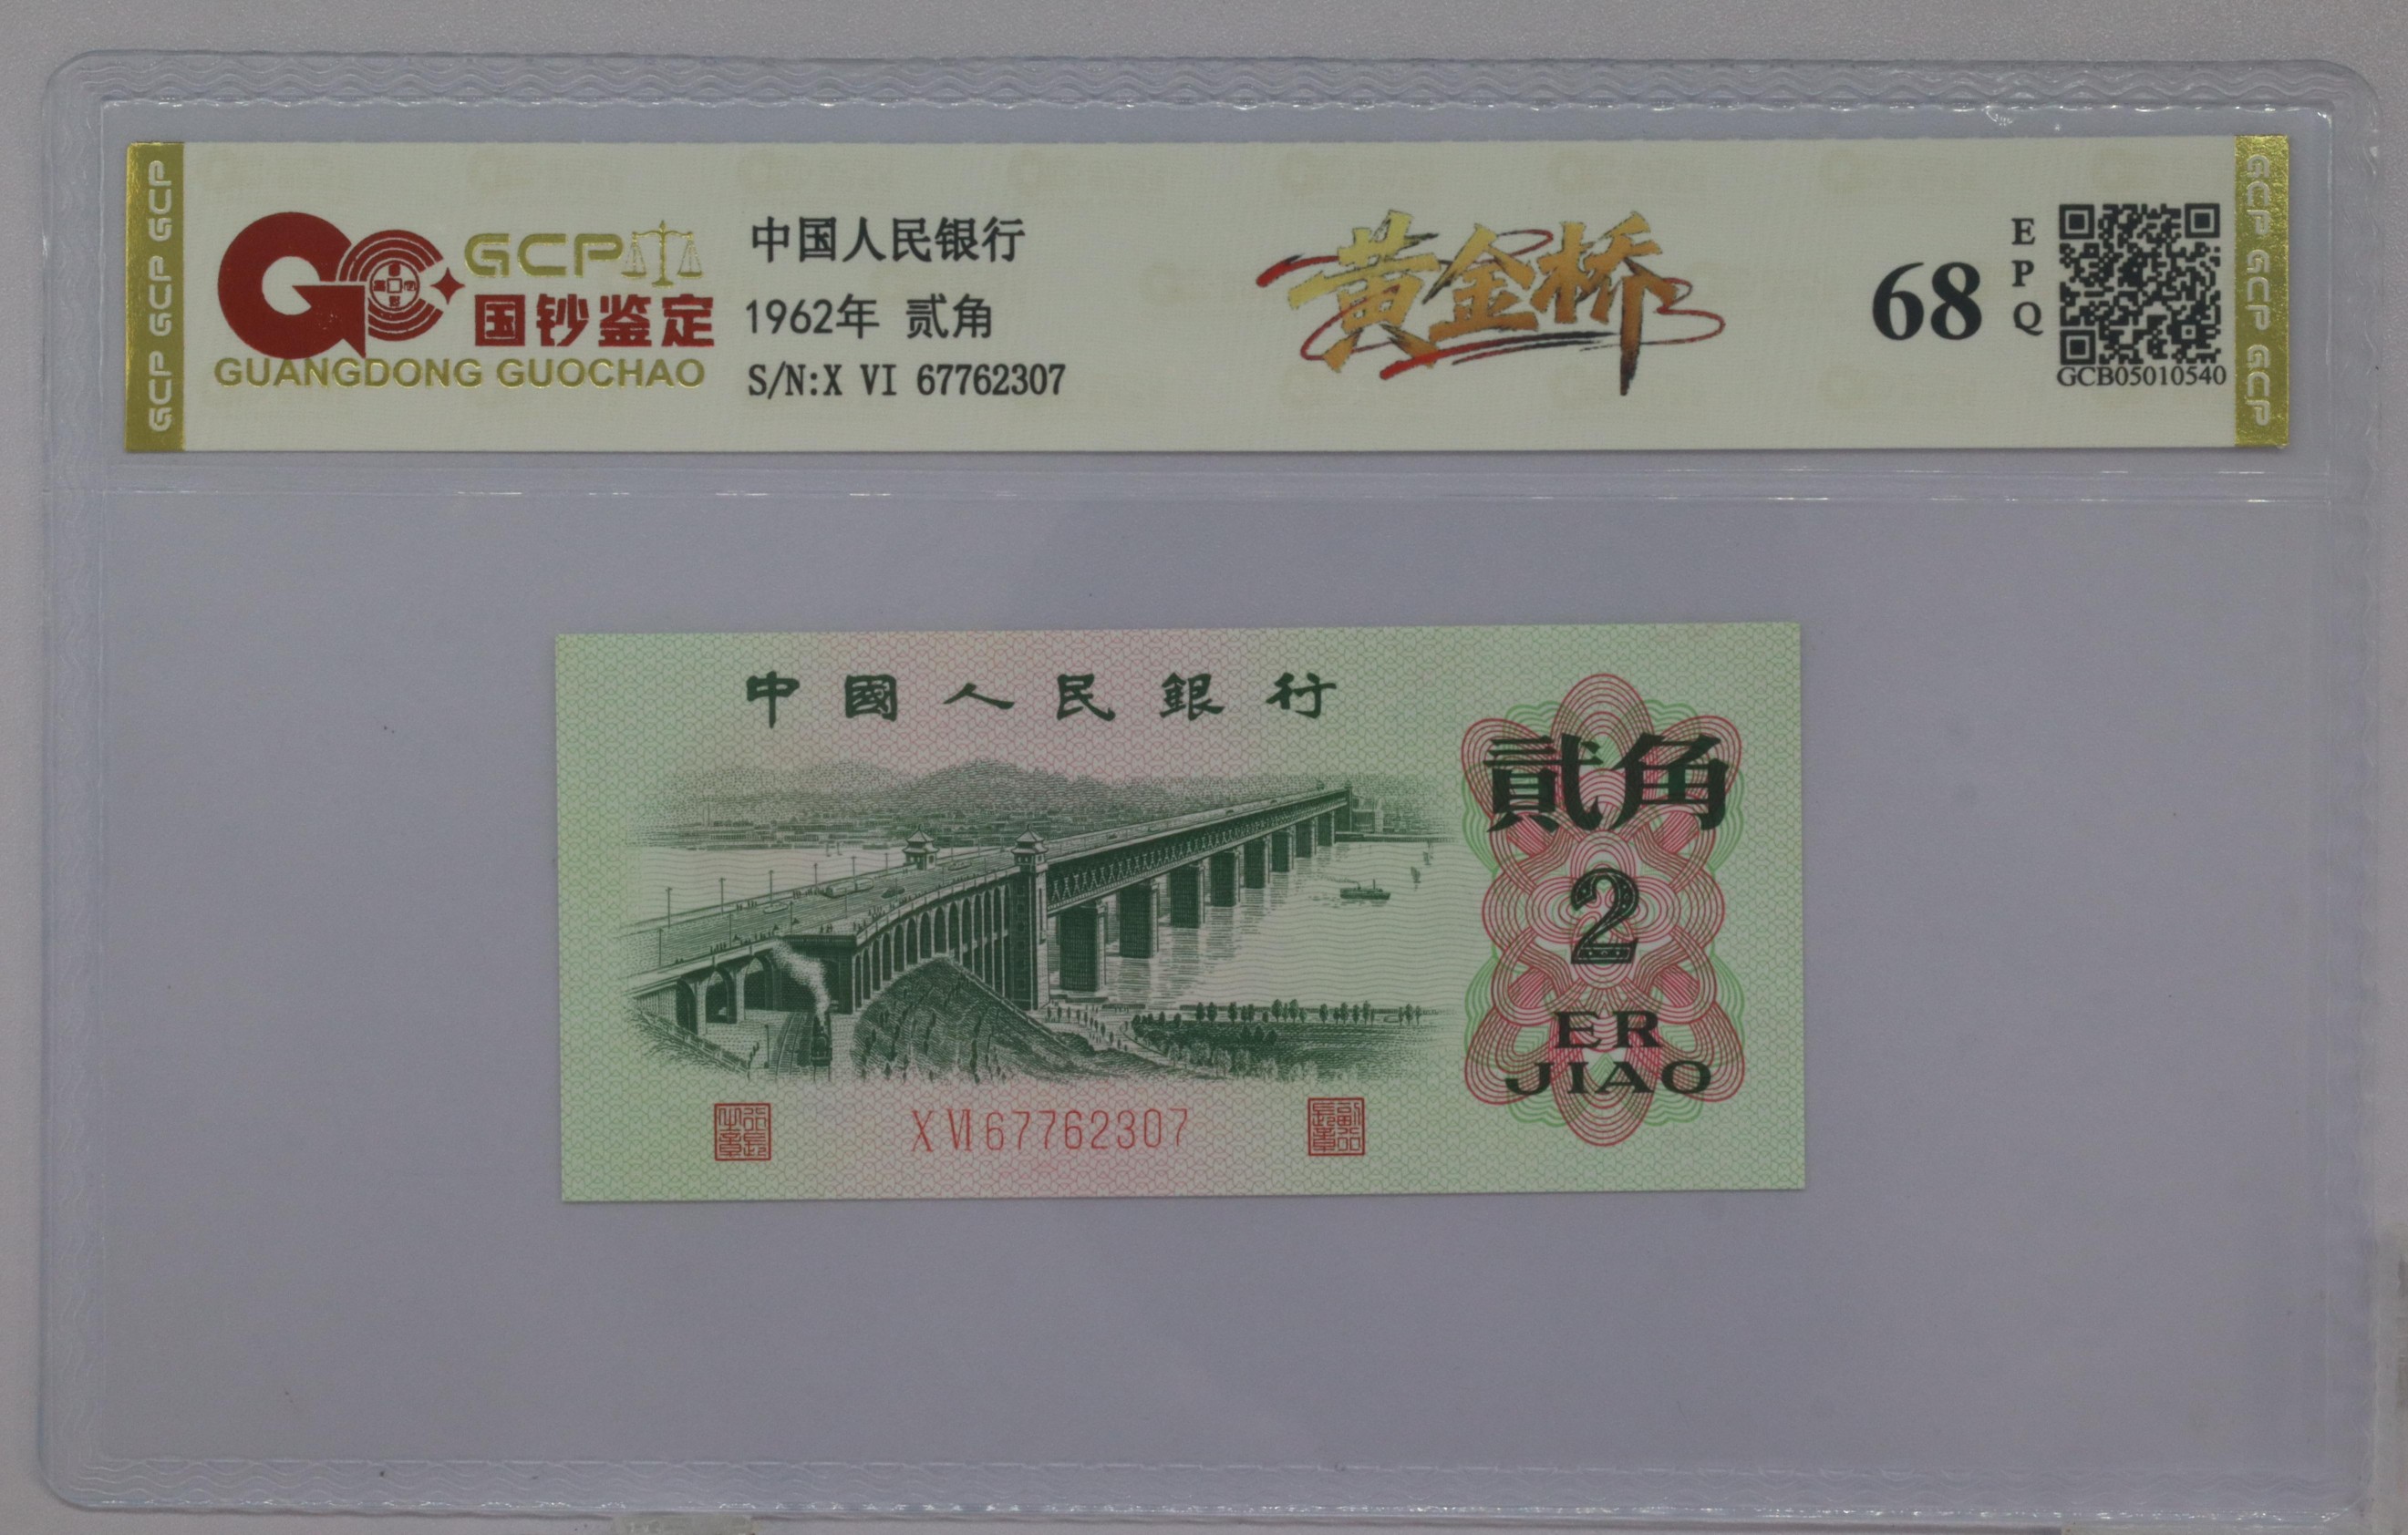 GCP GCP GCP
GCP
国钞鉴定
GUANGDONG GUOCHAO
中国人民银行
1962年 贰角
S/N:X VI 67762307
黄金桥
68
EPQ
GCB05010540
GCP GCP GCP
中國人民銀行
貳角
2
ER
JIAO
X VI 67762307